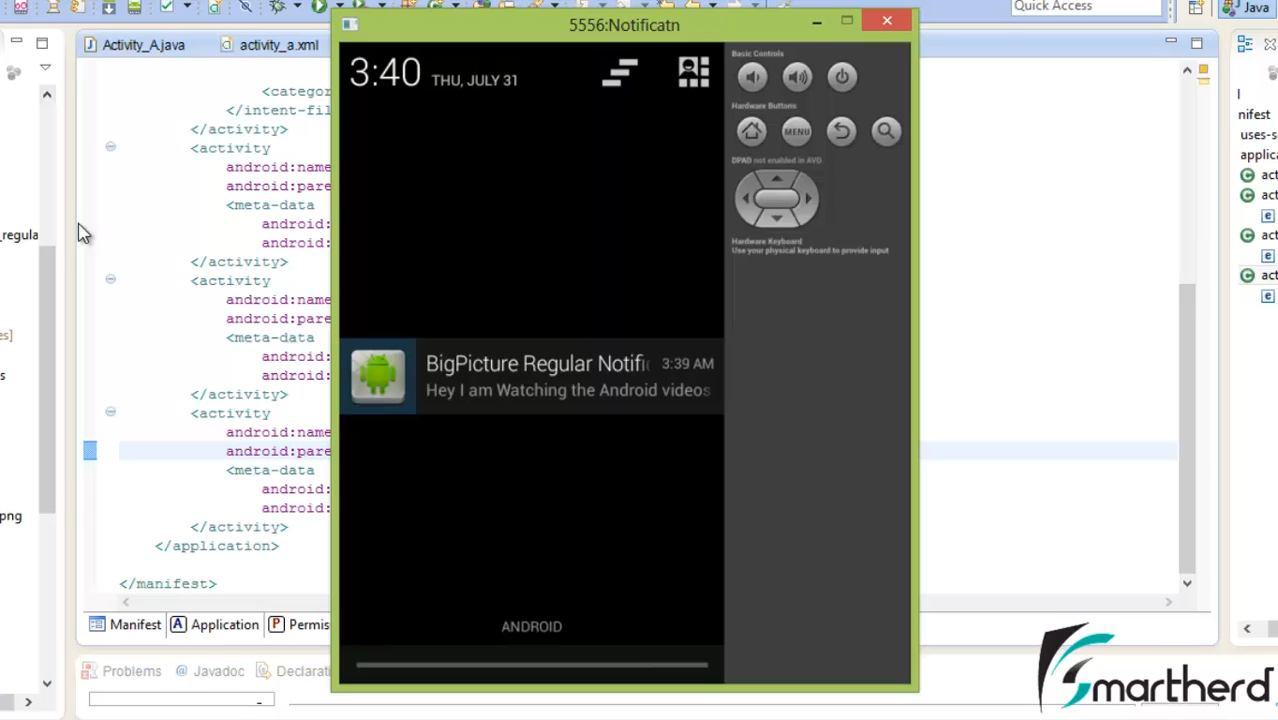 Quick Access
Java
5556:Notificatn
Activity_A.java
activity_a.xml
3:40 THU, JULY 31
Basic Controls
Hardware Buttons
MENU
DPAD not enabled in AVD
Hardware Keyboard
Use your physical keyboard to provide input
<categor
</intent-fil
</activity>
<activity
android:name
android:pare
<meta-data
android:
android:
</activity>
<activity
android:name
android:pare
<meta-data
android:
android:
</activity>
<activity
android:name
android:pare
<meta-data
android:
android:
</activity>
</application>
</manifest>
_regula
es]
s
png
BigPicture Regular Notifi 3:39 AM
Hey I am Watching the Android videos
ANDROID
nifest
uses-s
applica
act
act
act
act
Manifest
Application
Permis
Problems
Javadoc
Declarati
Smartherd